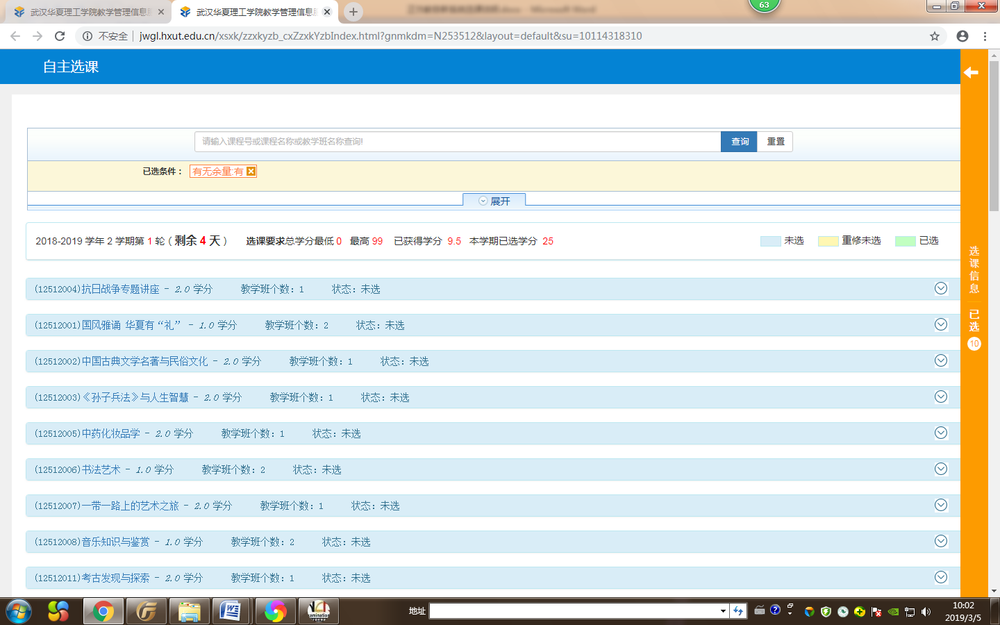 武汉华夏理工学院教学管理信息服
武汉华夏理工学院教学管理信息服
63
不安全 jwgl.hxut.edu.cn/xsxk/zzxkyzb_cxZzxkYzbIndex.html?gnmkdm=N253512&layout=default&su=10114318310
自主选课
请输入课程号或课程名称或教学班名称查询!
查询
重置
已选条件：
有无余量:有
展开
2018-2019 学年 2 学期第 1 轮（剩余 4 天） 选课要求总学分最低 0 最高 99 已获得学分 9.5 本学期已选学分 25
未选
重修未选
已选
(12512004)抗日战争专题讲座 - 2.0 学分 教学班个数：1 状态：未选
(12512001)国风雅诵 华夏有“礼” - 1.0 学分 教学班个数：2 状态：未选
(12512002)中国古典文学名著与民俗文化 - 2.0 学分 教学班个数：1 状态：未选
(12512003)《孙子兵法》与人生智慧 - 2.0 学分 教学班个数：1 状态：未选
(12512005)中药化妆品学 - 2.0 学分 教学班个数：1 状态：未选
(12512006)书法艺术 - 1.0 学分 教学班个数：2 状态：未选
(12512007)一带一路上的艺术之旅 - 2.0 学分 教学班个数：1 状态：未选
(12512008)音乐知识与鉴赏 - 1.0 学分 教学班个数：2 状态：未选
(12512011)考古发现与探索 - 2.0 学分 教学班个数：1 状态：未选
选课信息
已选
10
地址
10:02
2019/3/5